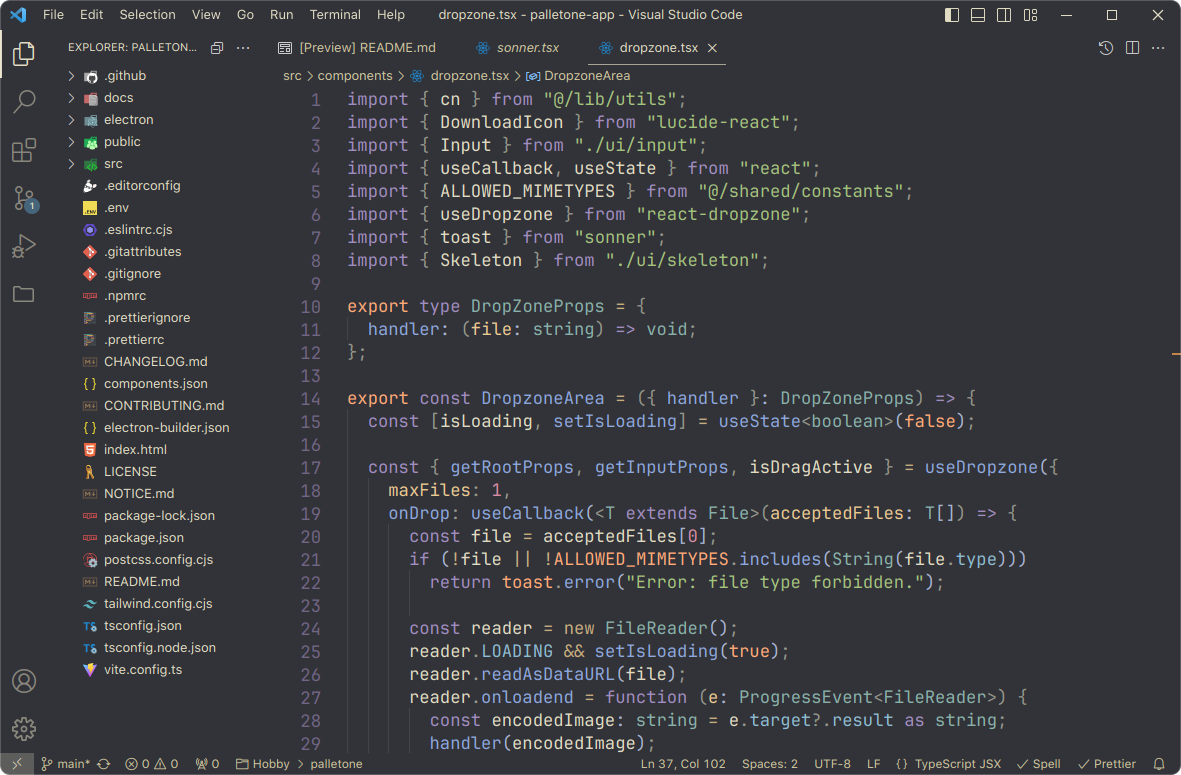 File Edit Selection View Go Run Terminal Help dropzone.tsx - palletone-app - Visual Studio Code
EXPLORER: PALLETON...
.github
docs
electron
public
src
.editorconfig
.env
.eslintrc.cjs
.gitattributes
.gitignore
.npmrc
.prettierignore
.prettierrc
CHANGELOG.md
components.json
CONTRIBUTING.md
electron-builder.json
index.html
LICENSE
NOTICE.md
package-lock.json
package.json
postcss.config.cjs
README.md
tailwind.config.cjs
tsconfig.json
tsconfig.node.json
vite.config.ts
1
[Preview] README.md sonner.tsx dropzone.tsx
src > components > dropzone.tsx > DropzoneArea
1 import { cn } from "@/lib/utils";
2 import { DownloadIcon } from "lucide-react";
3 import { Input } from "./ui/input";
4 import { useCallback, useState } from "react";
5 import { ALLOWED_MIMETYPES } from "@/shared/constants";
6 import { useDropzone } from "react-dropzone";
7 import { toast } from "sonner";
8 import { Skeleton } from "./ui/skeleton";
9
10 export type DropZoneProps = {
11   handler: (file: string) => void;
12 };
13
14 export const DropzoneArea = ({ handler }: DropZoneProps) => {
15   const [isLoading, setIsLoading] = useState<boolean>(false);
16
17   const { getRootProps, getInputProps, isDragActive } = useDropzone({
18     maxFiles: 1,
19     onDrop: useCallback(<T extends File>(acceptedFiles: T[]) => {
20       const file = acceptedFiles[0];
21       if (!file || !ALLOWED_MIMETYPES.includes(String(file.type)))
22         return toast.error("Error: file type forbidden.");
23
24       const reader = new FileReader();
25       reader.LOADING && setIsLoading(true);
26       reader.readAsDataURL(file);
27       reader.onloadend = function (e: ProgressEvent<FileReader>) {
28         const encodedImage: string = e.target?.result as string;
29         handler(encodedImage);
main* 0 0 0 Hobby > palletone Ln 37, Col 102 Spaces: 2 UTF-8 LF {} TypeScript JSX Spell Prettier